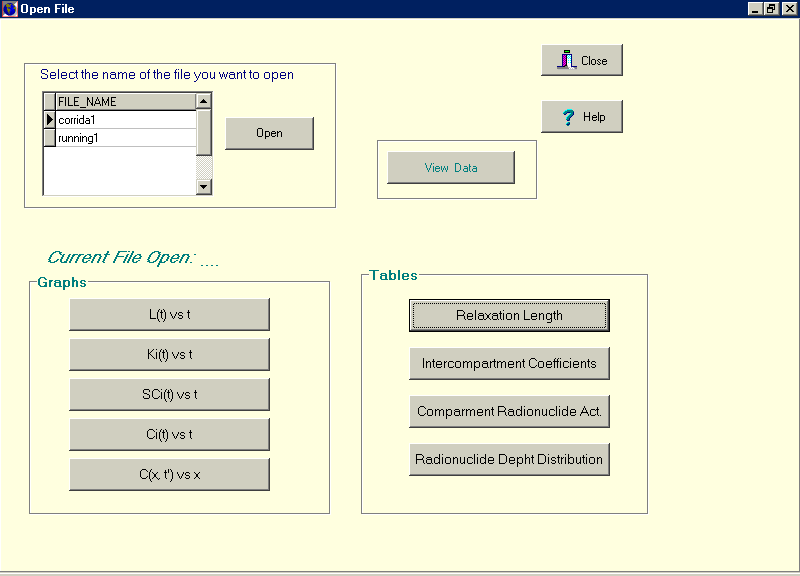 Open File
Select the name of the file you want to open
FILE_NAME
corrida1
running1
Open
Close
Help
View Data
Current File Open: ....
Graphs
L(t) vs t
Ki(t) vs t
SCi(t) vs t
Ci(t) vs t
C(x, t') vs x
Tables
Relaxation Length
Intercompartment Coefficients
Comparment Radionuclide Act.
Radionuclide Depht Distribution